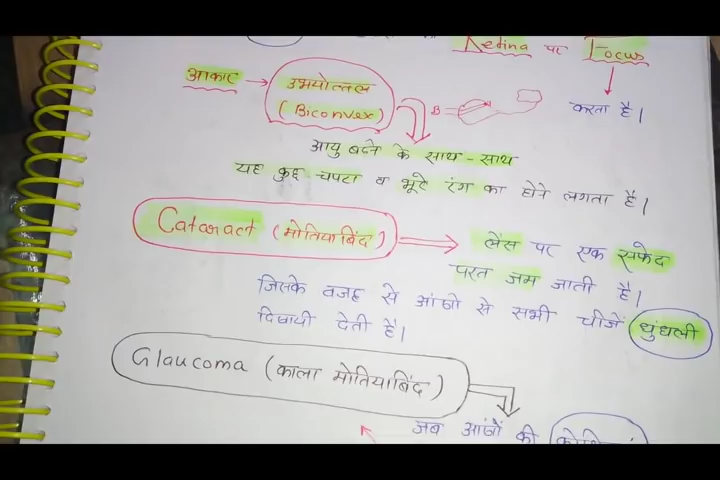 Retina पर Focus
करता है।
आकार → उभयोत्तल
(Biconvex)
आयु बढने के साथ-साथ
यह कुछ चपटा व भूरे रंग का होने लगता है।
Cataract (मोतियाबिंद) लेंस पर एक सफेद
परत जम जाती है।
जिसके वजह से आंखो से सभी चीजें धुंधली
दिखायी देती हैं।
Glaucoma (काला मोतियाबिंद)
जब आंखों की